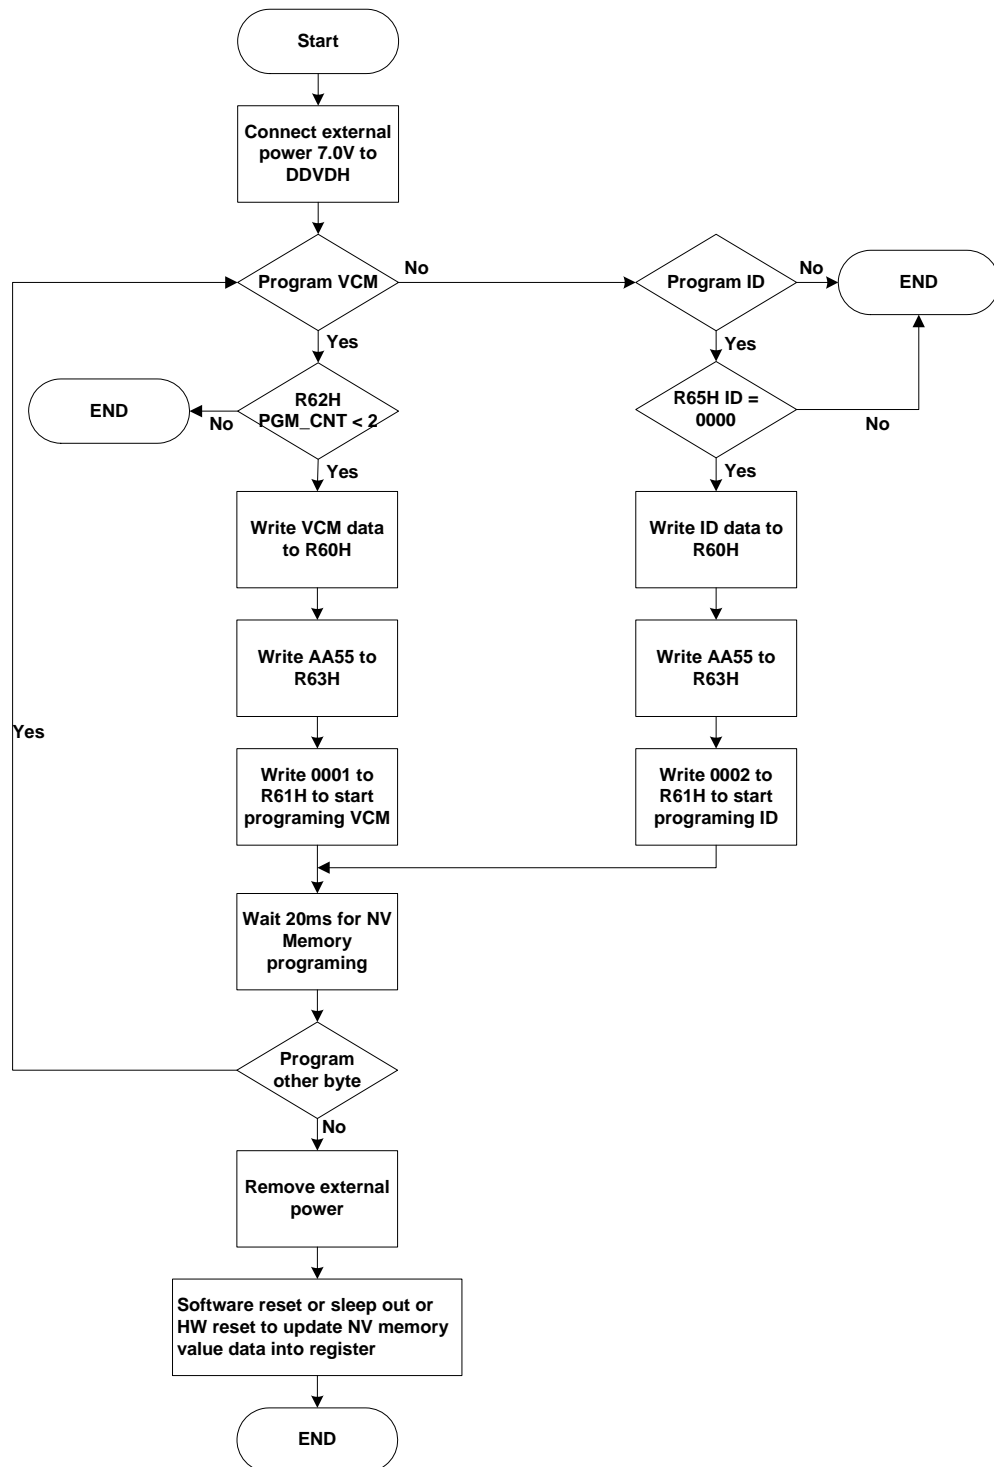 Start
Connect external
power 7.0V to
DDVDH
Program VCM
No
Program ID
No
END
Yes
Yes
END
No
R62H
PGM_CNT < 2
R65H ID =
0000
No
Yes
Yes
Write VCM data
to R60H
Write ID data to
R60H
Write AA55 to
R63H
Write AA55 to
R63H
Yes
Write 0001 to
R61H to start
programing VCM
Write 0002 to
R61H to start
programing ID
Wait 20ms for NV
Memory
programing
Program
other byte
No
Remove external
power
Software reset or sleep out or
HW reset to update NV memory
value data into register
END